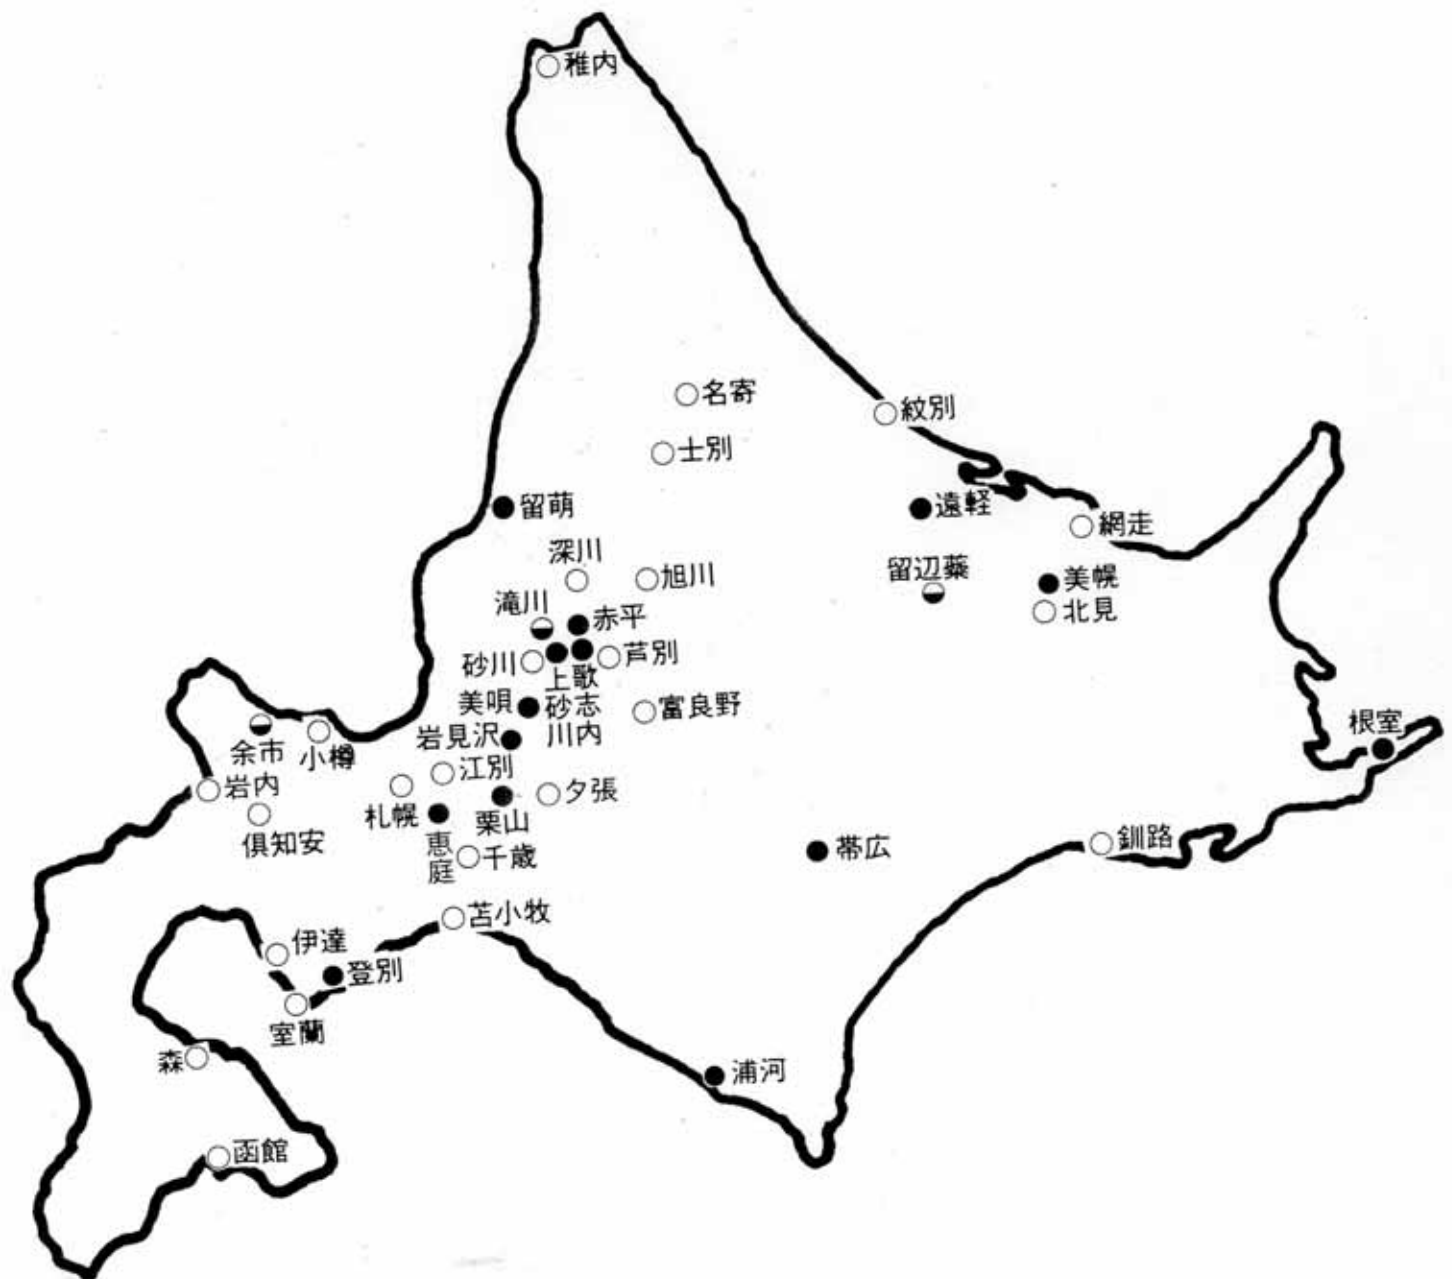 稚内
名寄
紋別
士別
留萌
遠軽
網走
深川
旭川
留辺蘂
美幌
滝川
赤平
北見
砂川
芦別
上歌
美唄
砂志
富良野
川内
岩見沢
根室
余市
小樽
江別
岩内
夕張
札幌
栗山
倶知安
恵庭
千歳
帯広
釧路
苫小牧
伊達
登別
室蘭
森
浦河
函館